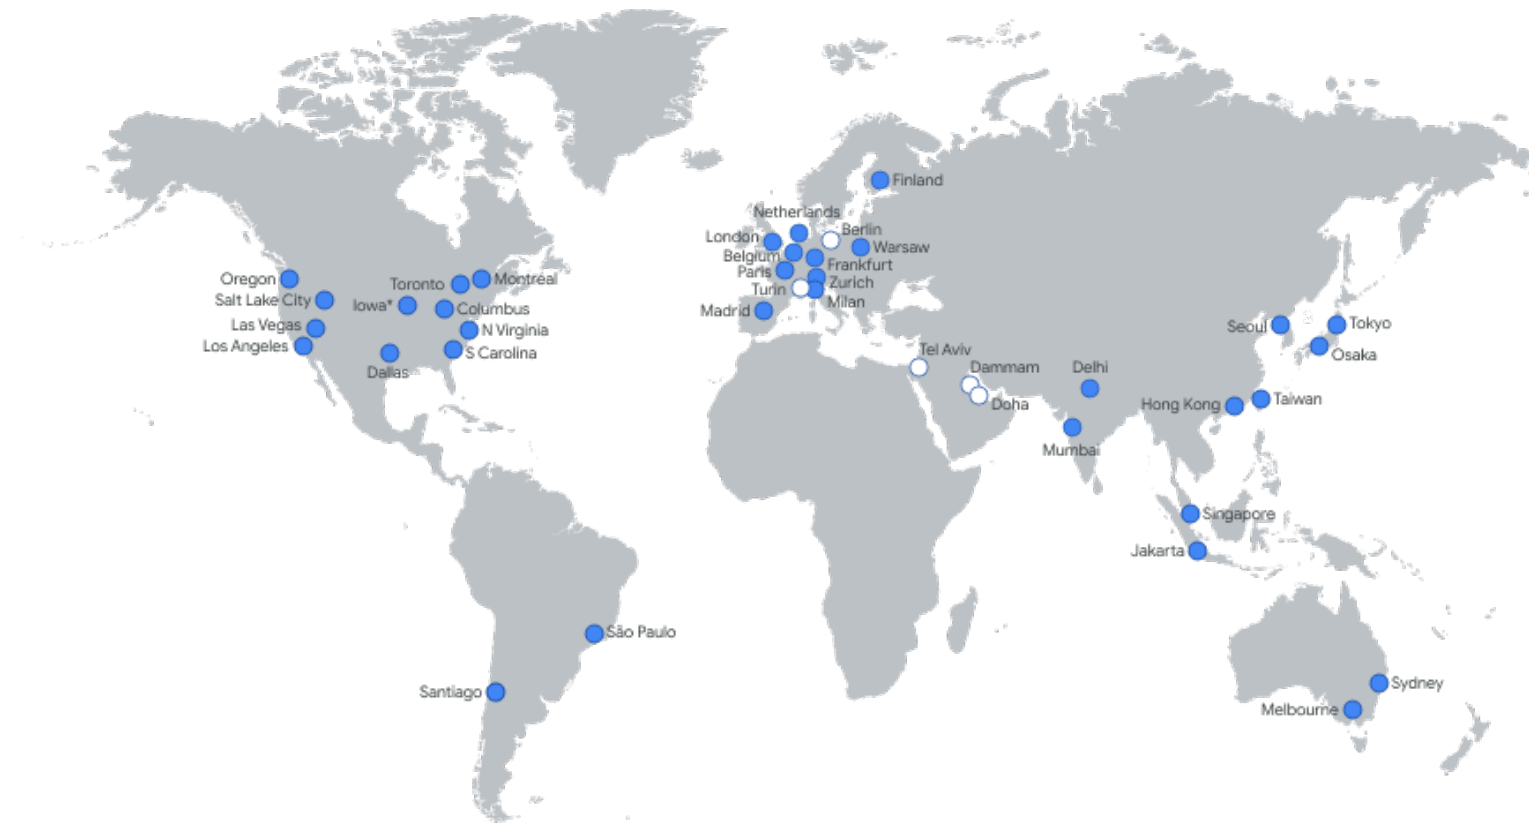 Finland
Netherlands
Berlin
London
Warsaw
Belgium
Frankfurt
Paris
Oregon
Toronto
Montréal
Zurich
Turin
Salt Lake City
Iowa*
Milan
Columbus
Madrid
Las Vegas
N Virginia
Seoul
Tokyo
Los Angeles
S Carolina
Tel Aviv
Osaka
Dallas
Dammam
Delhi
Taiwan
Doha
Hong Kong
Mumbai
Singapore
Jakarta
São Paulo
Sydney
Santiago
Melbourne